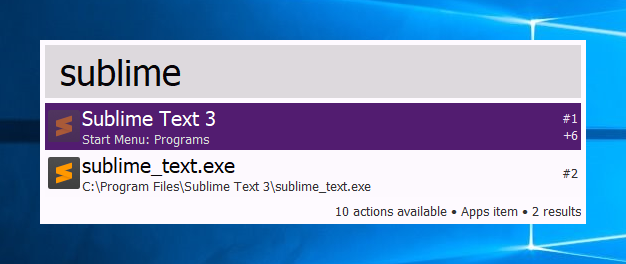 sublime
Sublime Text 3
#1
Start Menu: Programs
+6
sublime_text.exe
#2
C:\Program Files\Sublime Text 3\sublime_text.exe
10 actions available • Apps item • 2 results